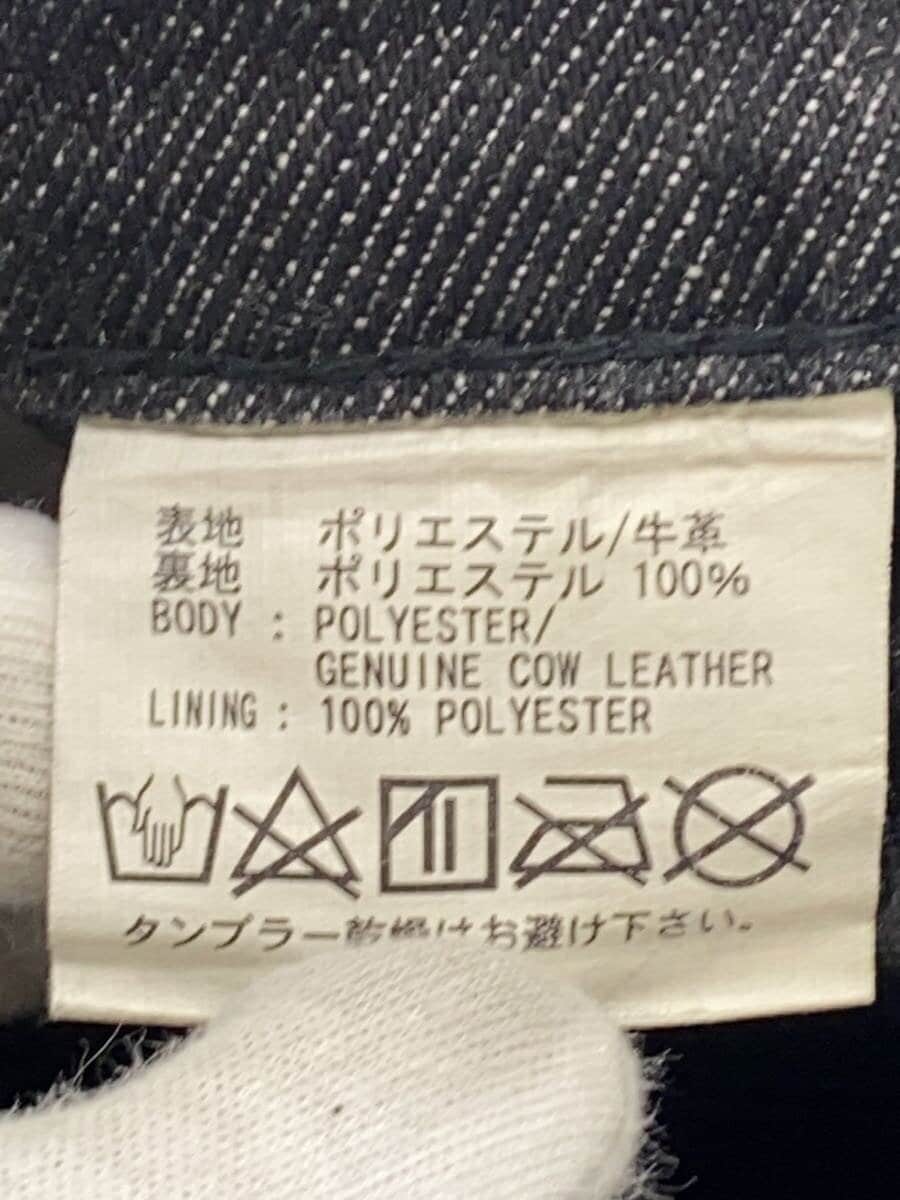 表地 ポリエステル/牛革
裏地 ポリエステル 100%
BODY : POLYESTER/
GENUINE COW LEATHER
LINING : 100% POLYESTER
タンブラー乾燥はお避け下さい。